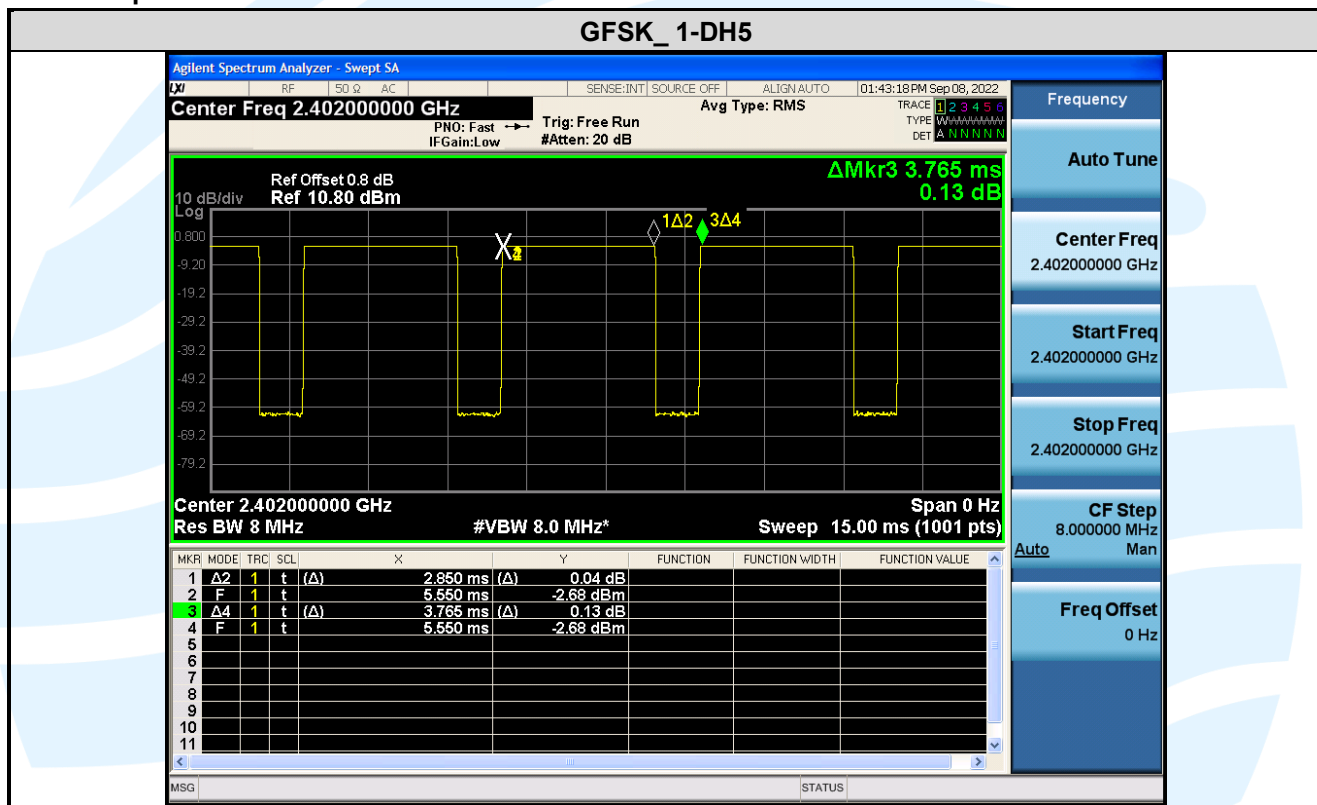 GFSK_ 1-DH5
Agilent Spectrum Analyzer - Swept SA
LXI RF 50 Ω AC SENSE:INT SOURCE OFF ALIGN AUTO 01:43:18 PM Sep 08, 2022
Center Freq 2.402000000 GHz
PNO: Fast
IFGain:Low
Trig: Free Run
#Atten: 20 dB
Avg Type: RMS
TRACE 1 2 3 4 5 6
TYPE
DET A N N N N N
ΔMkr3 3.765 ms
0.13 dB
Ref Offset 0.8 dB
10 dB/div Ref 10.80 dBm
Log
1Δ2 3Δ4
0.800
-9.20
-19.2
-29.2
-39.2
-49.2
-59.2
-69.2
-79.2
Center 2.402000000 GHz Span 0 Hz
Res BW 8 MHz #VBW 8.0 MHz* Sweep 15.00 ms (1001 pts)
MKR MODE TRC SCL X Y FUNCTION FUNCTION WIDTH FUNCTION VALUE
1 Δ2 1 t (Δ) 2.850 ms (Δ) 0.04 dB
2 F 1 t 5.550 ms -2.68 dBm
3 Δ4 1 t (Δ) 3.765 ms (Δ) 0.13 dB
4 F 1 t 5.550 ms -2.68 dBm
5
6
7
8
9
10
11
MSG STATUS
Frequency
Auto Tune
Center Freq
2.402000000 GHz
Start Freq
2.402000000 GHz
Stop Freq
2.402000000 GHz
CF Step
8.000000 MHz
Auto Man
Freq Offset
0 Hz